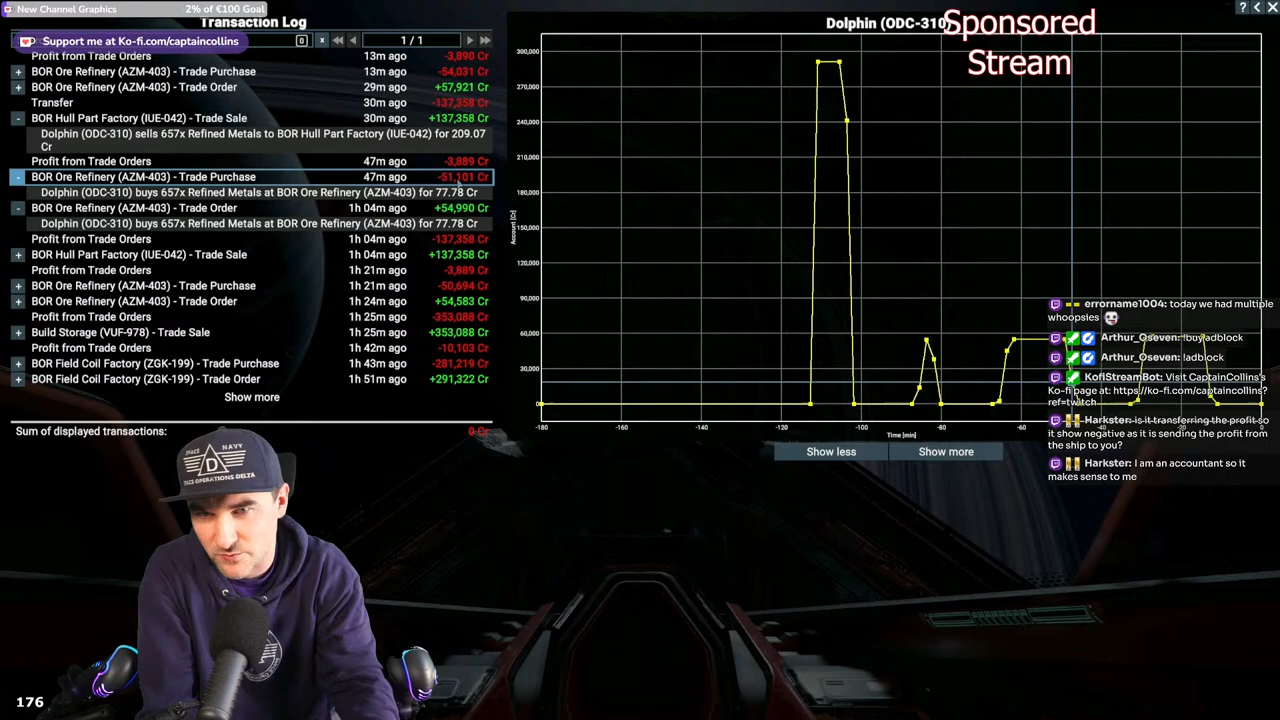 New Channel Graphics 2% of €100 Goal
Transaction Log
Support me at Ko-fi.com/captaincollins
0 x 1 / 1
Profit from Trade Orders 13m ago -3,890 Cr
+ BOR Ore Refinery (AZM-403) - Trade Purchase 13m ago -54,031 Cr
+ BOR Ore Refinery (AZM-403) - Trade Order 29m ago +57,921 Cr
Transfer 30m ago -137,358 Cr
- BOR Hull Part Factory (IUE-042) - Trade Sale 30m ago +137,358 Cr
Dolphin (ODC-310) sells 657x Refined Metals to BOR Hull Part Factory (IUE-042) for 209.07
Cr
Profit from Trade Orders 47m ago -3,889 Cr
- BOR Ore Refinery (AZM-403) - Trade Purchase 47m ago -51,101 Cr
Dolphin (ODC-310) buys 657x Refined Metals at BOR Ore Refinery (AZM-403) for 77.78 Cr
- BOR Ore Refinery (AZM-403) - Trade Order 1h 04m ago +54,990 Cr
Dolphin (ODC-310) buys 657x Refined Metals at BOR Ore Refinery (AZM-403) for 77.78 Cr
Profit from Trade Orders 1h 04m ago -137,358 Cr
+ BOR Hull Part Factory (IUE-042) - Trade Sale 1h 04m ago +137,358 Cr
Profit from Trade Orders 1h 21m ago -3,889 Cr
+ BOR Ore Refinery (AZM-403) - Trade Purchase 1h 21m ago -50,694 Cr
+ BOR Ore Refinery (AZM-403) - Trade Order 1h 24m ago +54,583 Cr
Profit from Trade Orders 1h 25m ago -353,088 Cr
+ Build Storage (VUF-978) - Trade Sale 1h 25m ago +353,088 Cr
Profit from Trade Orders 1h 42m ago -10,103 Cr
+ BOR Field Coil Factory (ZGK-199) - Trade Purchase 1h 43m ago -281,219 Cr
+ BOR Field Coil Factory (ZGK-199) - Trade Order 1h 51m ago +291,322 Cr
Show more
Sum of displayed transactions: 0 Cr
Dolphin (ODC-310)
Sponsored
Stream
300,000
270,000
240,000
210,000
180,000
150,000
120,000
90,000
60,000
30,000
0
Account [Cr]
-180 -160 -140 -120 -100 -80 -60 -40
Time [min]
Show less Show more
errorname1004: today we had multiple
whoopsies
Arthur_Oseven: !buyadblock
Arthur_Oseven: !adblock
KofiStreamBot: Visit CaptainCollins's
Ko-fi page at: https://ko-fi.com/captaincollins?
ref=twitch
Harkster: is it transferring the profit so
it show negative as it is sending the profit from
the ship to you?
Harkster: I am an accountant so it
makes sense to me
SPACE NAVY
D
SPACE OPERATIONS DELTA
176
? < x